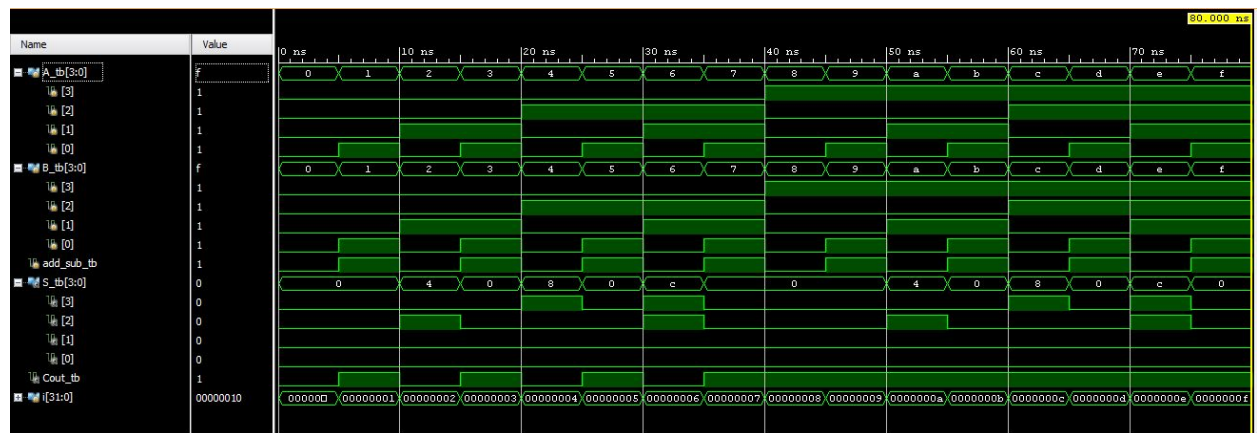 80.000 ns
Name Value
0 ns 10 ns 20 ns 30 ns 40 ns 50 ns 60 ns 70 ns
A_tb[3:0] f 0 1 2 3 4 5 6 7 8 9 a b c d e f
[3] 1
[2] 1
[1] 1
[0] 1
B_tb[3:0] f 0 1 2 3 4 5 6 7 8 9 a b c d e f
[3] 1
[2] 1
[1] 1
[0] 1
add_sub_tb 1
S_tb[3:0] 0 0 4 0 8 0 c 0 4 0 8 0 c 0
[3] 0
[2] 0
[1] 0
[0] 0
Cout_tb 1
i[31:0] 00000010 000000 00000001 00000002 00000003 00000004 00000005 00000006 00000007 00000008 00000009 0000000a 0000000b 0000000c 0000000d 0000000e 0000000f